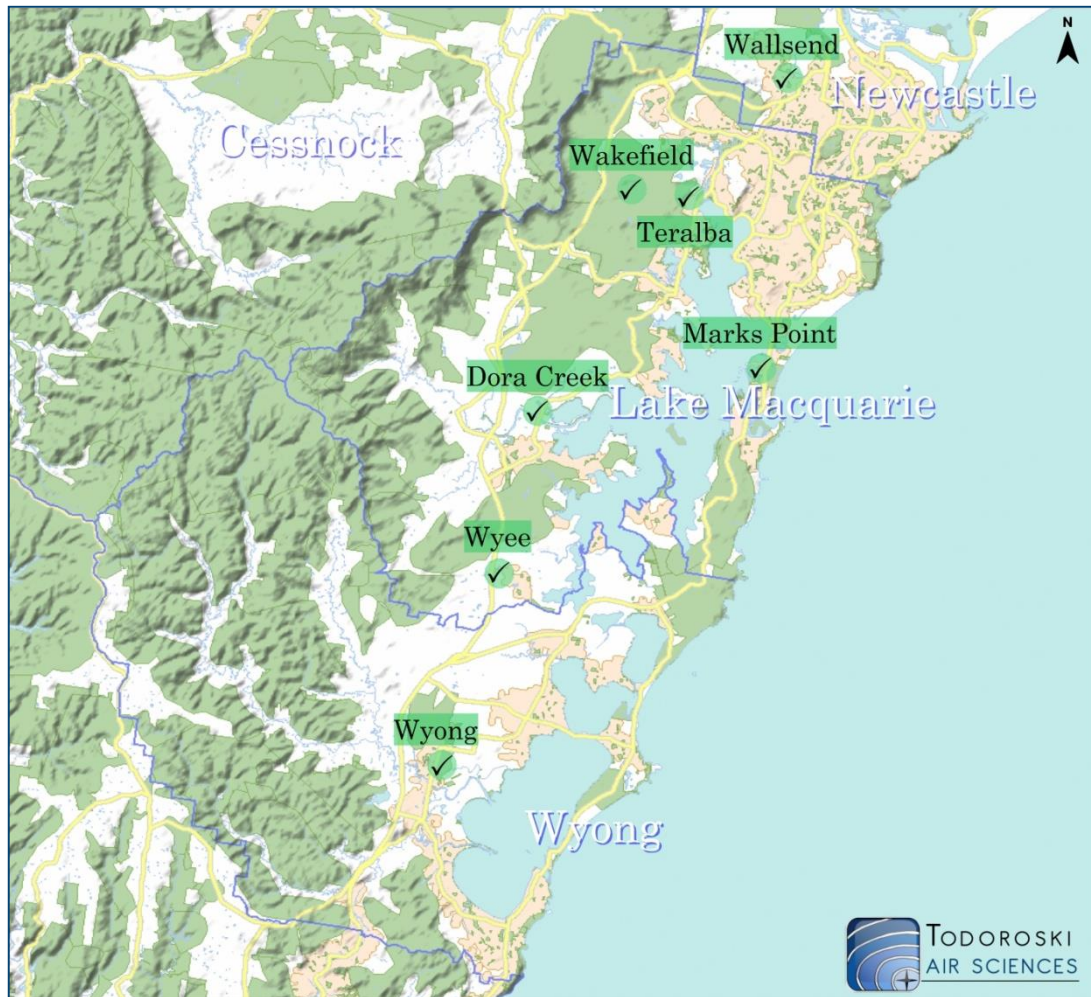 N
Wallsend
Newcastle
Cessnock
Wakefield
Teralba
Marks Point
Dora Creek
Lake Macquarie
Wyee
Wyong
Wyong
TODOROSKI
AIR SCIENCES